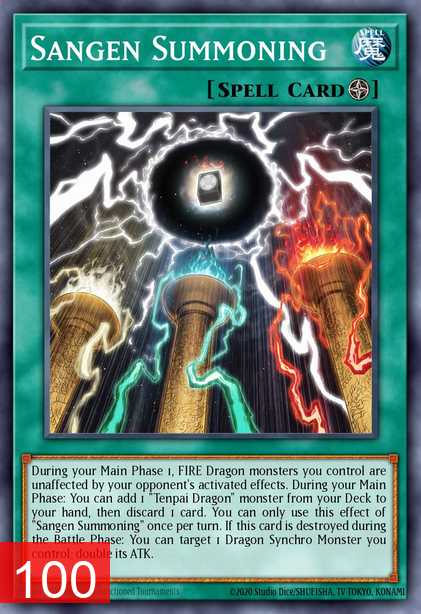 Sangen Summoning
SPELL
魔
[Spell Card]
During your Main Phase 1, FIRE Dragon monsters you control are
unaffected by your opponent's activated effects. During your Main
Phase: You can add 1 "Tenpai Dragon" monster from your Deck to
your hand, then discard 1 card. You can only use this effect of
"Sangen Summoning" once per turn. If this card is destroyed during
the Battle Phase: You can target 1 Dragon Synchro Monster you
control; double its ATK.
100
Tournaments
©2020 Studio Dice/SHUEISHA, TV TOKYO, KONAMI